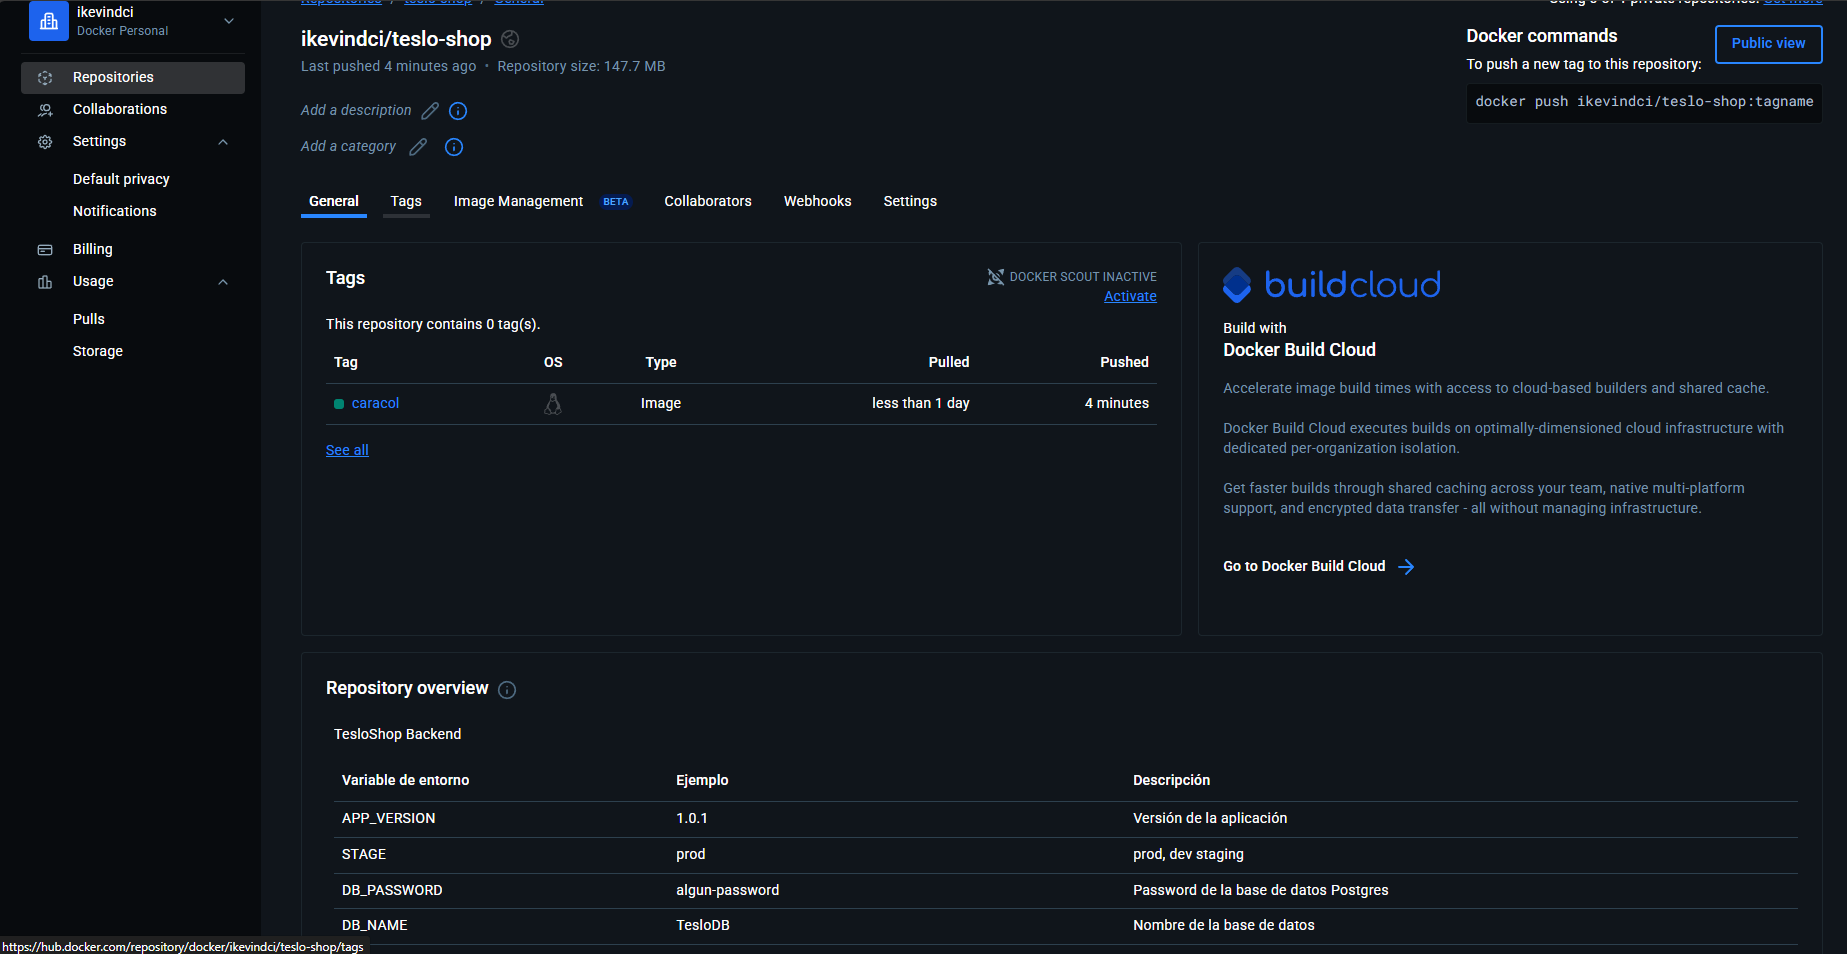 ikevindci
Docker Personal
Repositories
Collaborations
Settings
Default privacy
Notifications
Billing
Usage
Pulls
Storage
Repositories / teslo-shop / General
ikevindci/teslo-shop
Last pushed 4 minutes ago • Repository size: 147.7 MB
Add a description
Add a category
Using 0 of 1 private repositories. Get more
Docker commands
Public view
To push a new tag to this repository:
docker push ikevindci/teslo-shop:tagname
General Tags Image Management BETA Collaborators Webhooks Settings
Tags
DOCKER SCOUT INACTIVE
Activate
This repository contains 0 tag(s).
Tag OS Type Pulled Pushed
caracol Image less than 1 day 4 minutes
See all
buildcloud
Build with
Docker Build Cloud
Accelerate image build times with access to cloud-based builders and shared cache.
Docker Build Cloud executes builds on optimally-dimensioned cloud infrastructure with
dedicated per-organization isolation.
Get faster builds through shared caching across your team, native multi-platform
support, and encrypted data transfer - all without managing infrastructure.
Go to Docker Build Cloud
Repository overview
TesloShop Backend
Variable de entorno Ejemplo Descripción
APP_VERSION 1.0.1 Versión de la aplicación
STAGE prod prod, dev staging
DB_PASSWORD algun-password Password de la base de datos Postgres
DB_NAME TesloDB Nombre de la base de datos
https://hub.docker.com/repository/docker/ikevindci/teslo-shop/tags